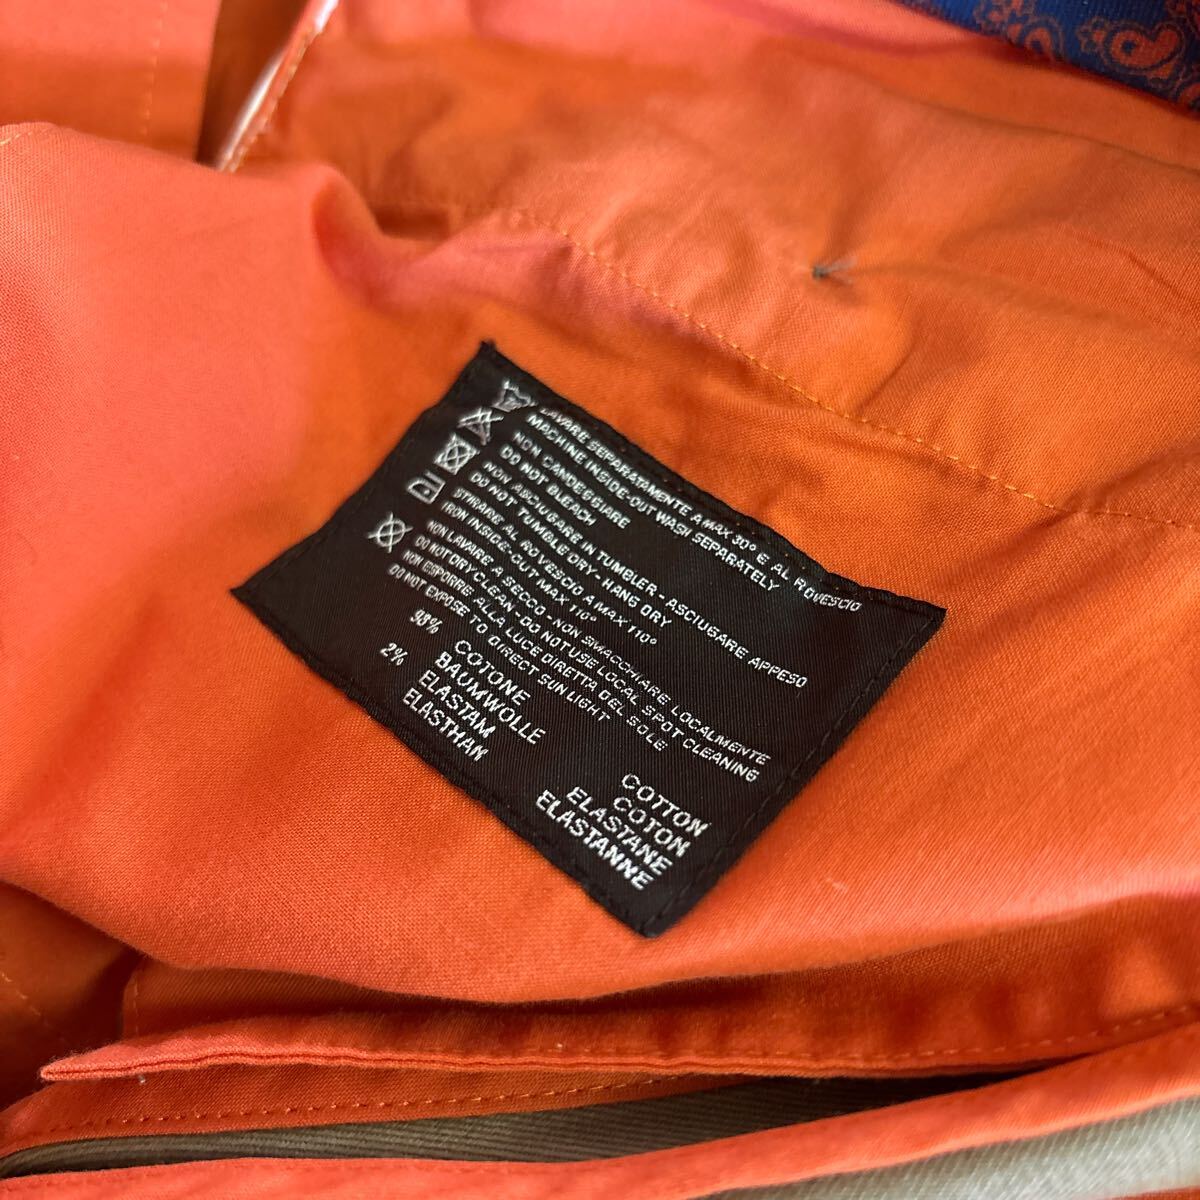 LAVARE SEPARATAMENTE A MAX 30° E AL ROVESCIO
MACHINE INSIDE-OUT WASH SEPARATELY
NON CANDEGGIARE
DO NOT BLEACH
NON ASCIUGARE IN TUMBLER - ASCIUGARE APPESO
DO NOT TUMBLE DRY - HANG DRY
STIRARE AL ROVESCIO A MAX 110°
IRON INSIDE-OUT MAX 110°
NON LAVARE A SECCO - NON SMACCHIARE LOCALMENTE
DO NOT DRY CLEAN - DO NOT USE LOCAL SPOT CLEANING
NON ESPORRE ALLA LUCE DIRETTA DEL SOLE
DO NOT EXPOSE TO DIRECT SUNLIGHT
98% COTONE COTTON
BAUMWOLLE COTON
2% ELASTAM ELASTANE
ELASTHAN ELASTANNE